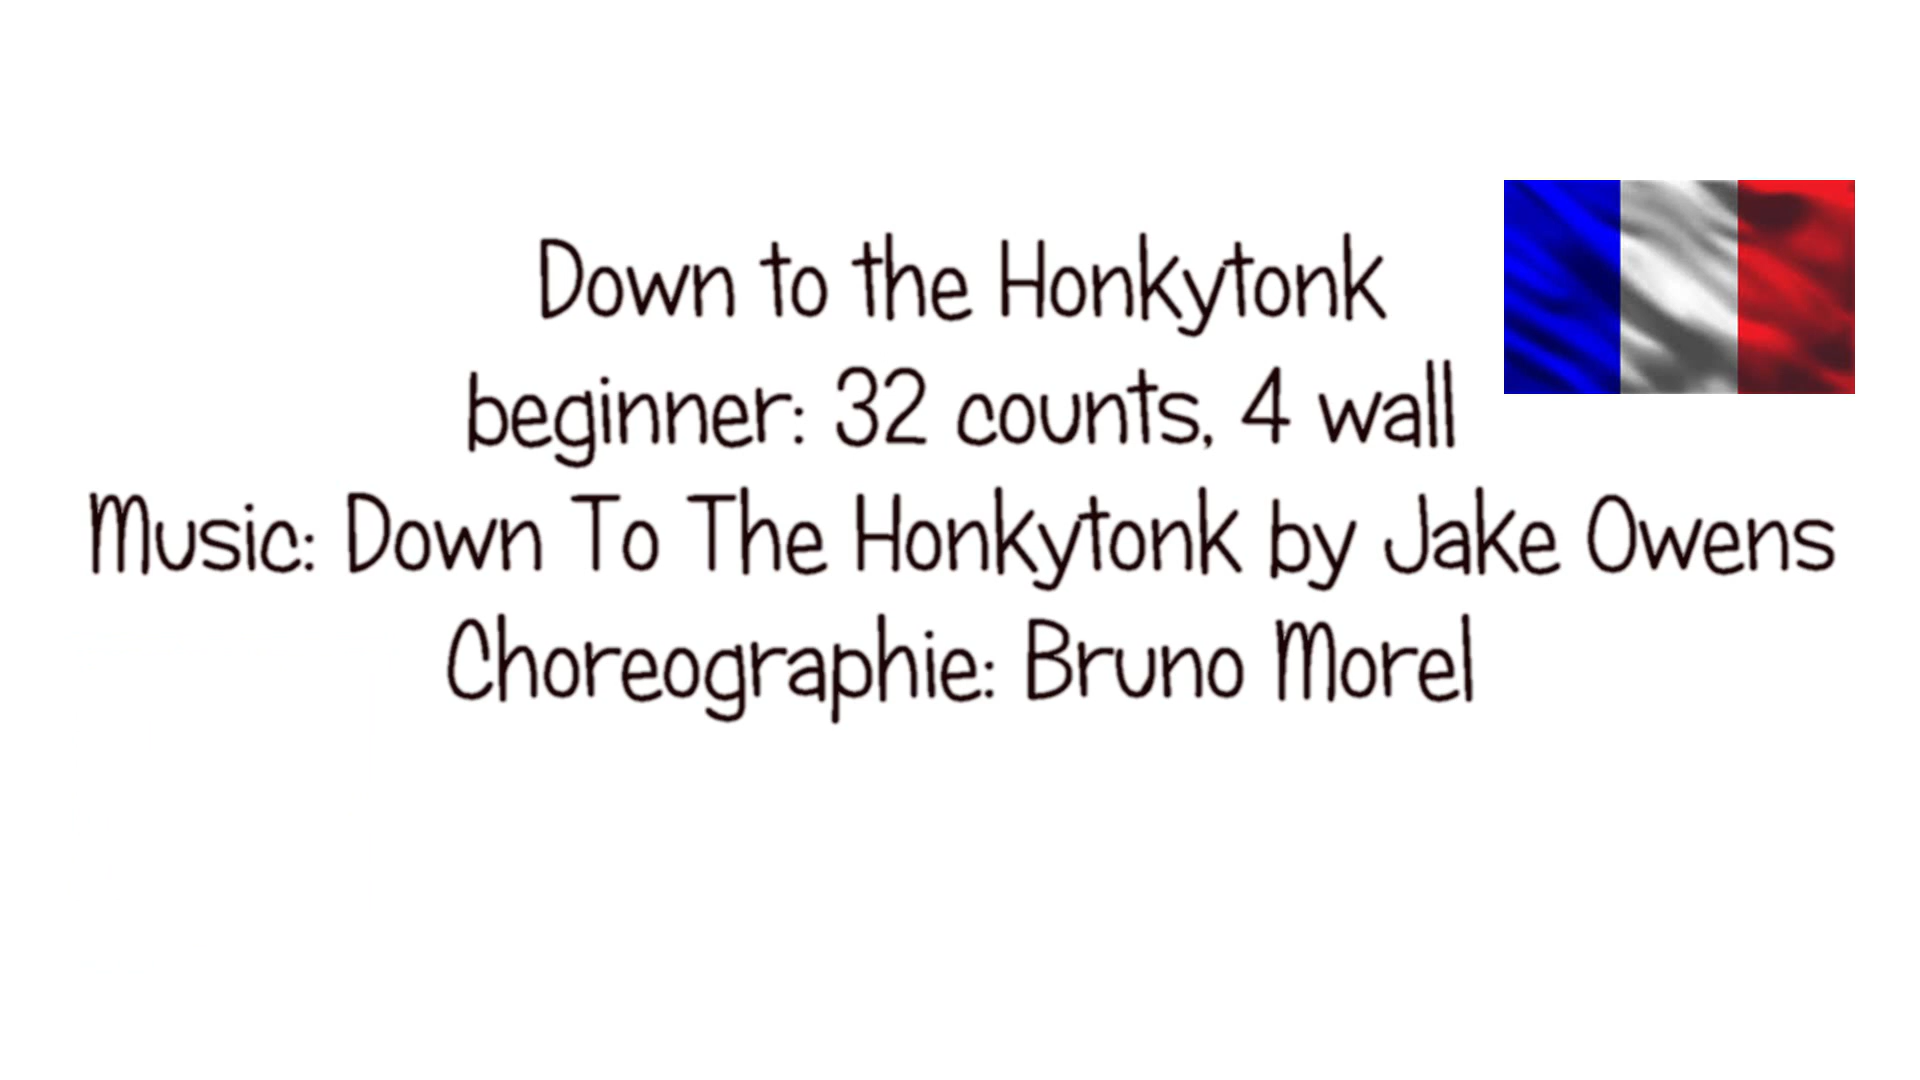 Down to the Honkytonk
beginner: 32 counts, 4 wall
Music: Down To The Honkytonk by Jake Owens
Choreographie: Bruno Morel